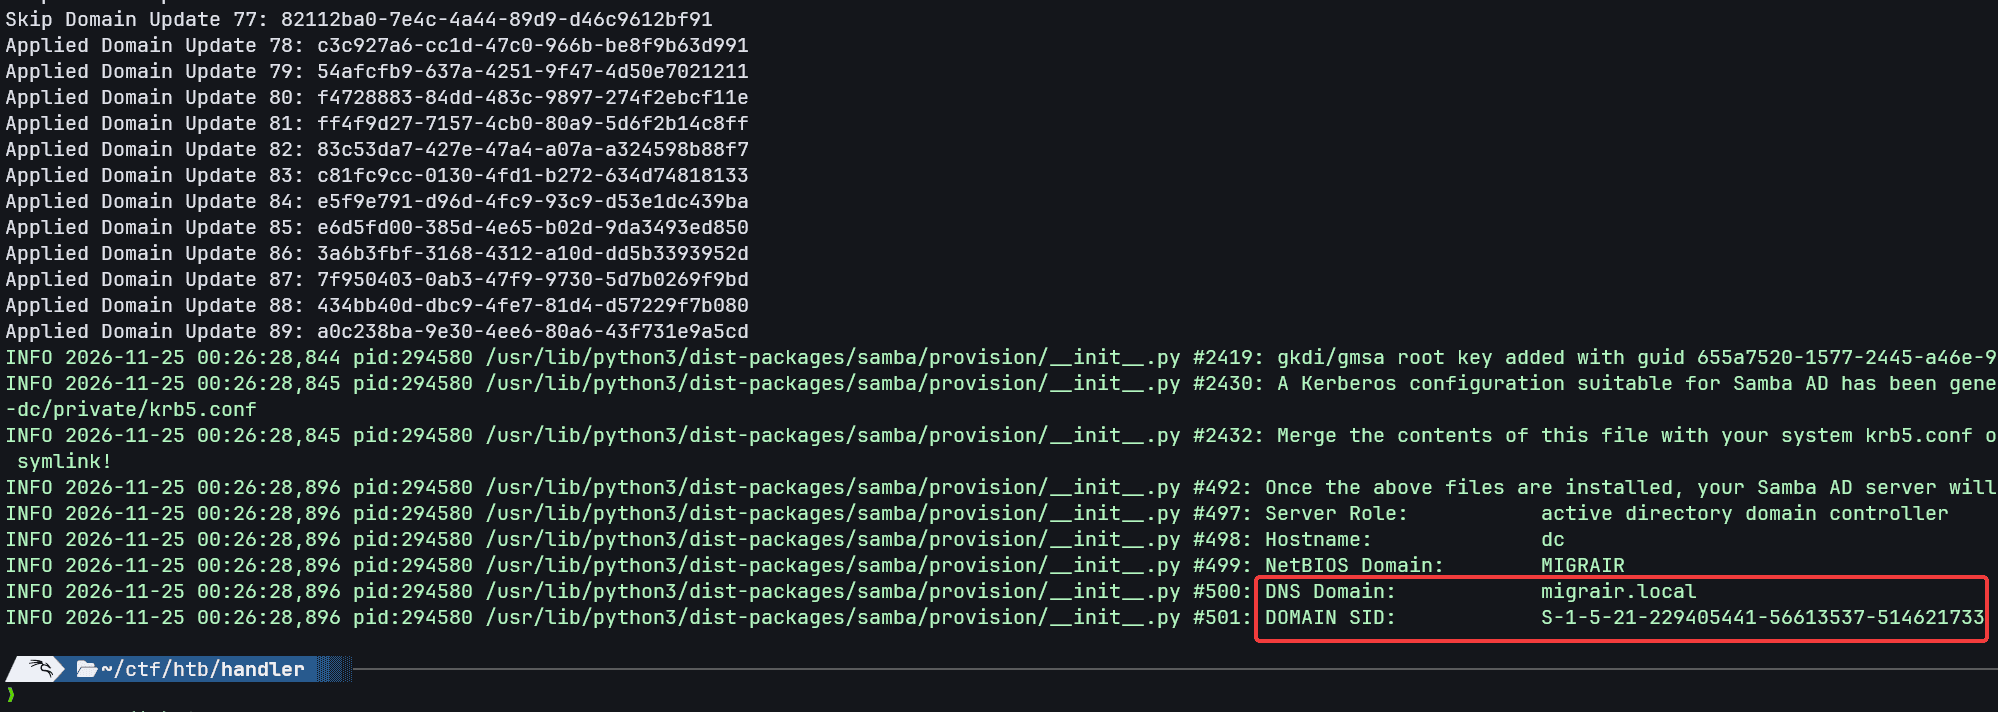 Skip Domain Update 77: 82112ba0-7e4c-4a44-89d9-d46c9612bf91
Applied Domain Update 78: c3c927a6-cc1d-47c0-966b-be8f9b63d991
Applied Domain Update 79: 54afcfb9-637a-4251-9f47-4d50e7021211
Applied Domain Update 80: f4728883-84dd-483c-9897-274f2ebcf11e
Applied Domain Update 81: ff4f9d27-7157-4cb0-80a9-5d6f2b14c8ff
Applied Domain Update 82: 83c53da7-427e-47a4-a07a-a324598b88f7
Applied Domain Update 83: c81fc9cc-0130-4fd1-b272-634d74818133
Applied Domain Update 84: e5f9e791-d96d-4fc9-93c9-d53e1dc439ba
Applied Domain Update 85: e6d5fd00-385d-4e65-b02d-9da3493ed850
Applied Domain Update 86: 3a6b3fbf-3168-4312-a10d-dd5b3393952d
Applied Domain Update 87: 7f950403-0ab3-47f9-9730-5d7b0269f9bd
Applied Domain Update 88: 434bb40d-dbc9-4fe7-81d4-d57229f7b080
Applied Domain Update 89: a0c238ba-9e30-4ee6-80a6-43f731e9a5cd
INFO 2026-11-25 00:26:28,844 pid:294580 /usr/lib/python3/dist-packages/samba/provision/__init__.py #2419: gkdi/gmsa root key added with guid 655a7520-1577-2445-a46e-9
INFO 2026-11-25 00:26:28,845 pid:294580 /usr/lib/python3/dist-packages/samba/provision/__init__.py #2430: A Kerberos configuration suitable for Samba AD has been gene
-dc/private/krb5.conf
INFO 2026-11-25 00:26:28,845 pid:294580 /usr/lib/python3/dist-packages/samba/provision/__init__.py #2432: Merge the contents of this file with your system krb5.conf o
symlink!
INFO 2026-11-25 00:26:28,896 pid:294580 /usr/lib/python3/dist-packages/samba/provision/__init__.py #492: Once the above files are installed, your Samba AD server will
INFO 2026-11-25 00:26:28,896 pid:294580 /usr/lib/python3/dist-packages/samba/provision/__init__.py #497: Server Role: active directory domain controller
INFO 2026-11-25 00:26:28,896 pid:294580 /usr/lib/python3/dist-packages/samba/provision/__init__.py #498: Hostname: dc
INFO 2026-11-25 00:26:28,896 pid:294580 /usr/lib/python3/dist-packages/samba/provision/__init__.py #499: NetBIOS Domain: MIGRAIR
INFO 2026-11-25 00:26:28,896 pid:294580 /usr/lib/python3/dist-packages/samba/provision/__init__.py #500: DNS Domain: migrair.local
INFO 2026-11-25 00:26:28,896 pid:294580 /usr/lib/python3/dist-packages/samba/provision/__init__.py #501: DOMAIN SID: S-1-5-21-229405441-56613537-514621733
~/ctf/htb/handler